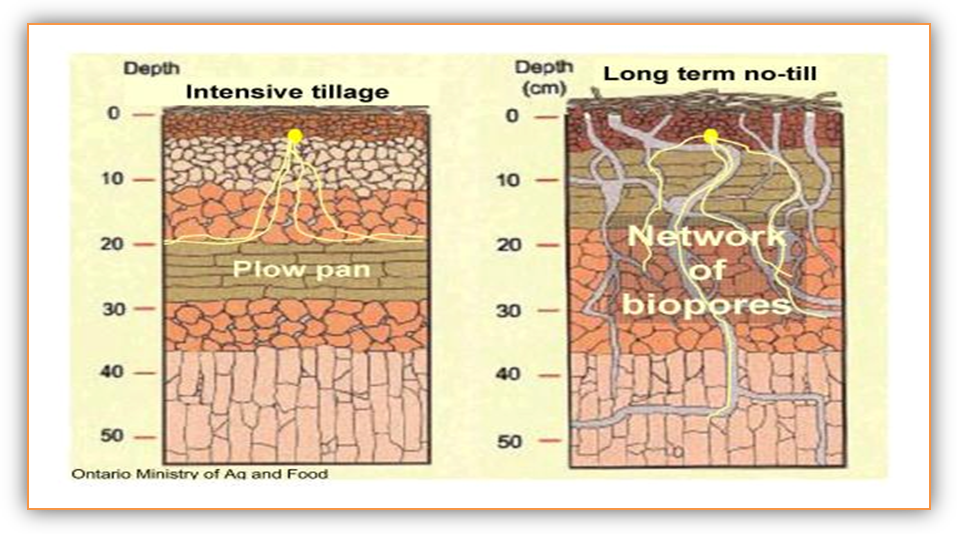 Depth
Intensive tillage
0
10
20
30
40
50
Plow pan
Ontario Ministry of Ag and Food
Depth
(cm)
Long term no-till
0
10
20
30
40
50
Network
of
biopores